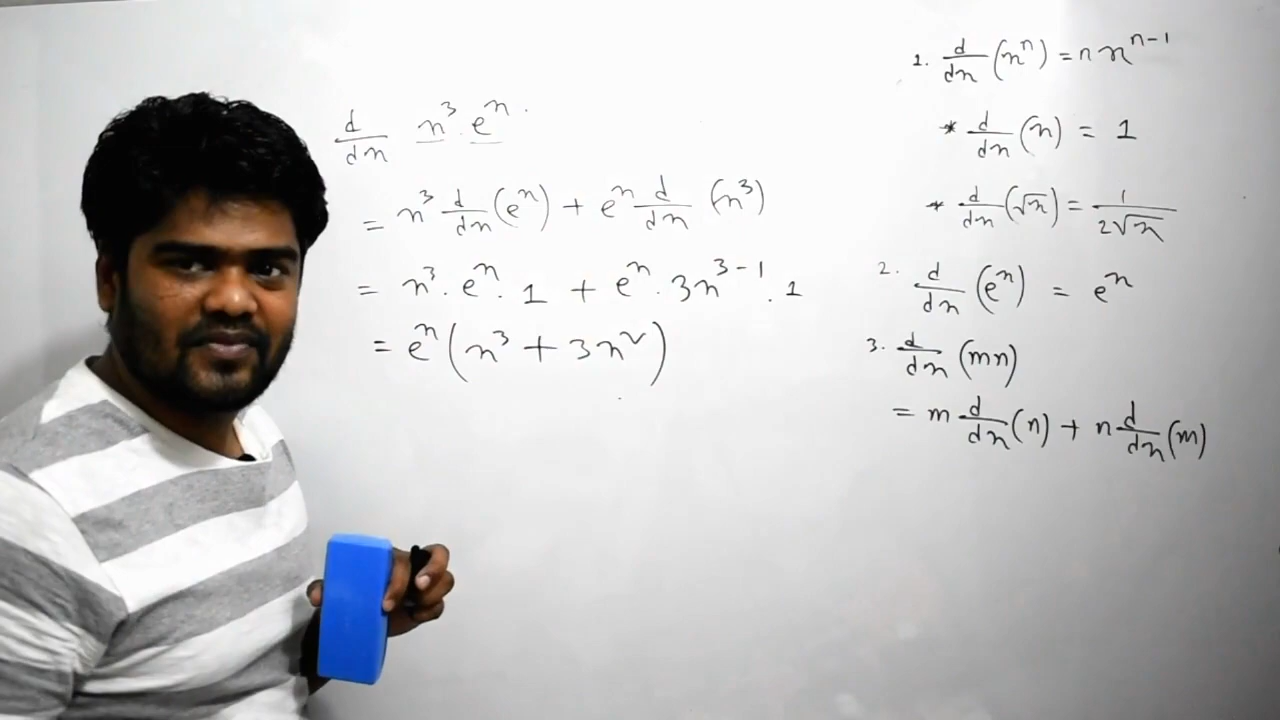 d/dx x³ . eˣ .
= x³ d/dx (eˣ) + eˣ d/dx (x³)
= x³ . eˣ . 1 + eˣ . 3x³⁻¹ . 1
= eˣ (x³ + 3x²)
1. d/dx (xⁿ) = n xⁿ⁻¹
* d/dx (x) = 1
* d/dx (√x) = 1/2√x
2. d/dx (eˣ) = eˣ
3. d/dx (mn)
= m d/dx (n) + n d/dx (m)